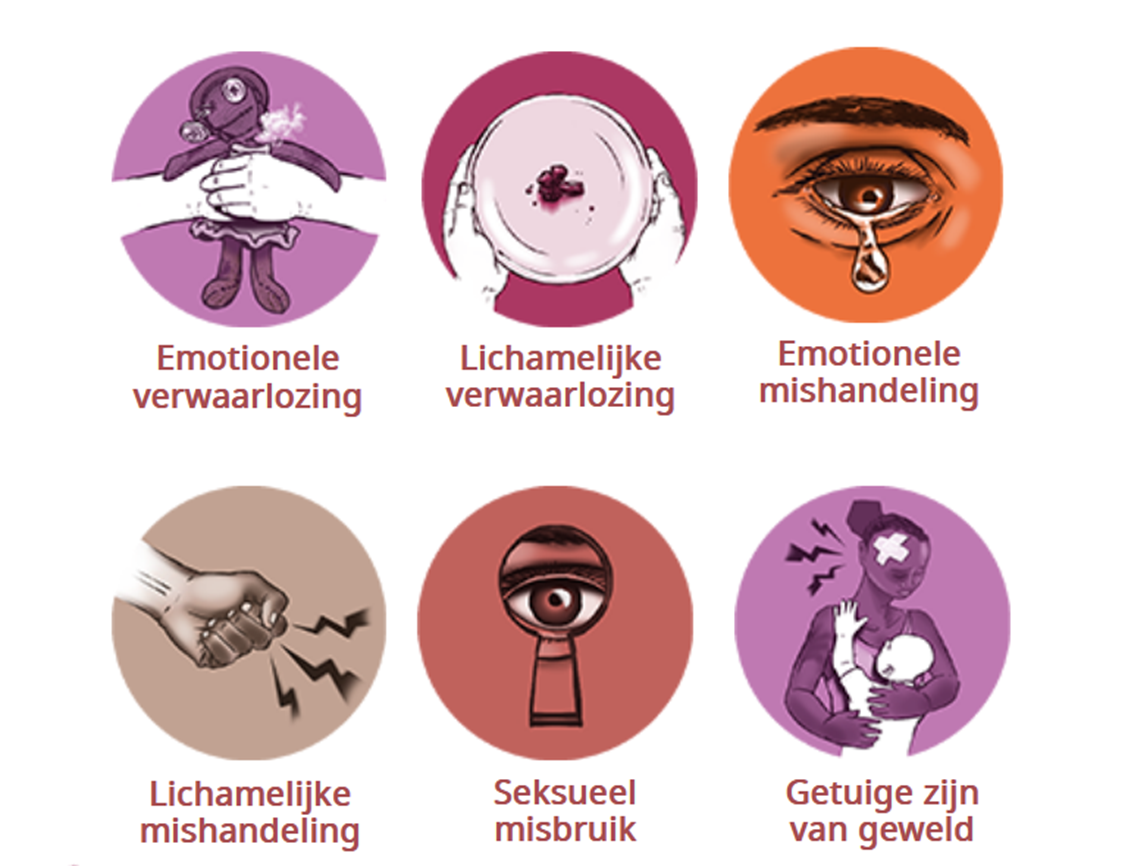 Emotionele
verwaarlozing
Lichamelijke
verwaarlozing
Emotionele
mishandeling
Lichamelijke
mishandeling
Seksueel
misbruik
Getuige zijn
van geweld